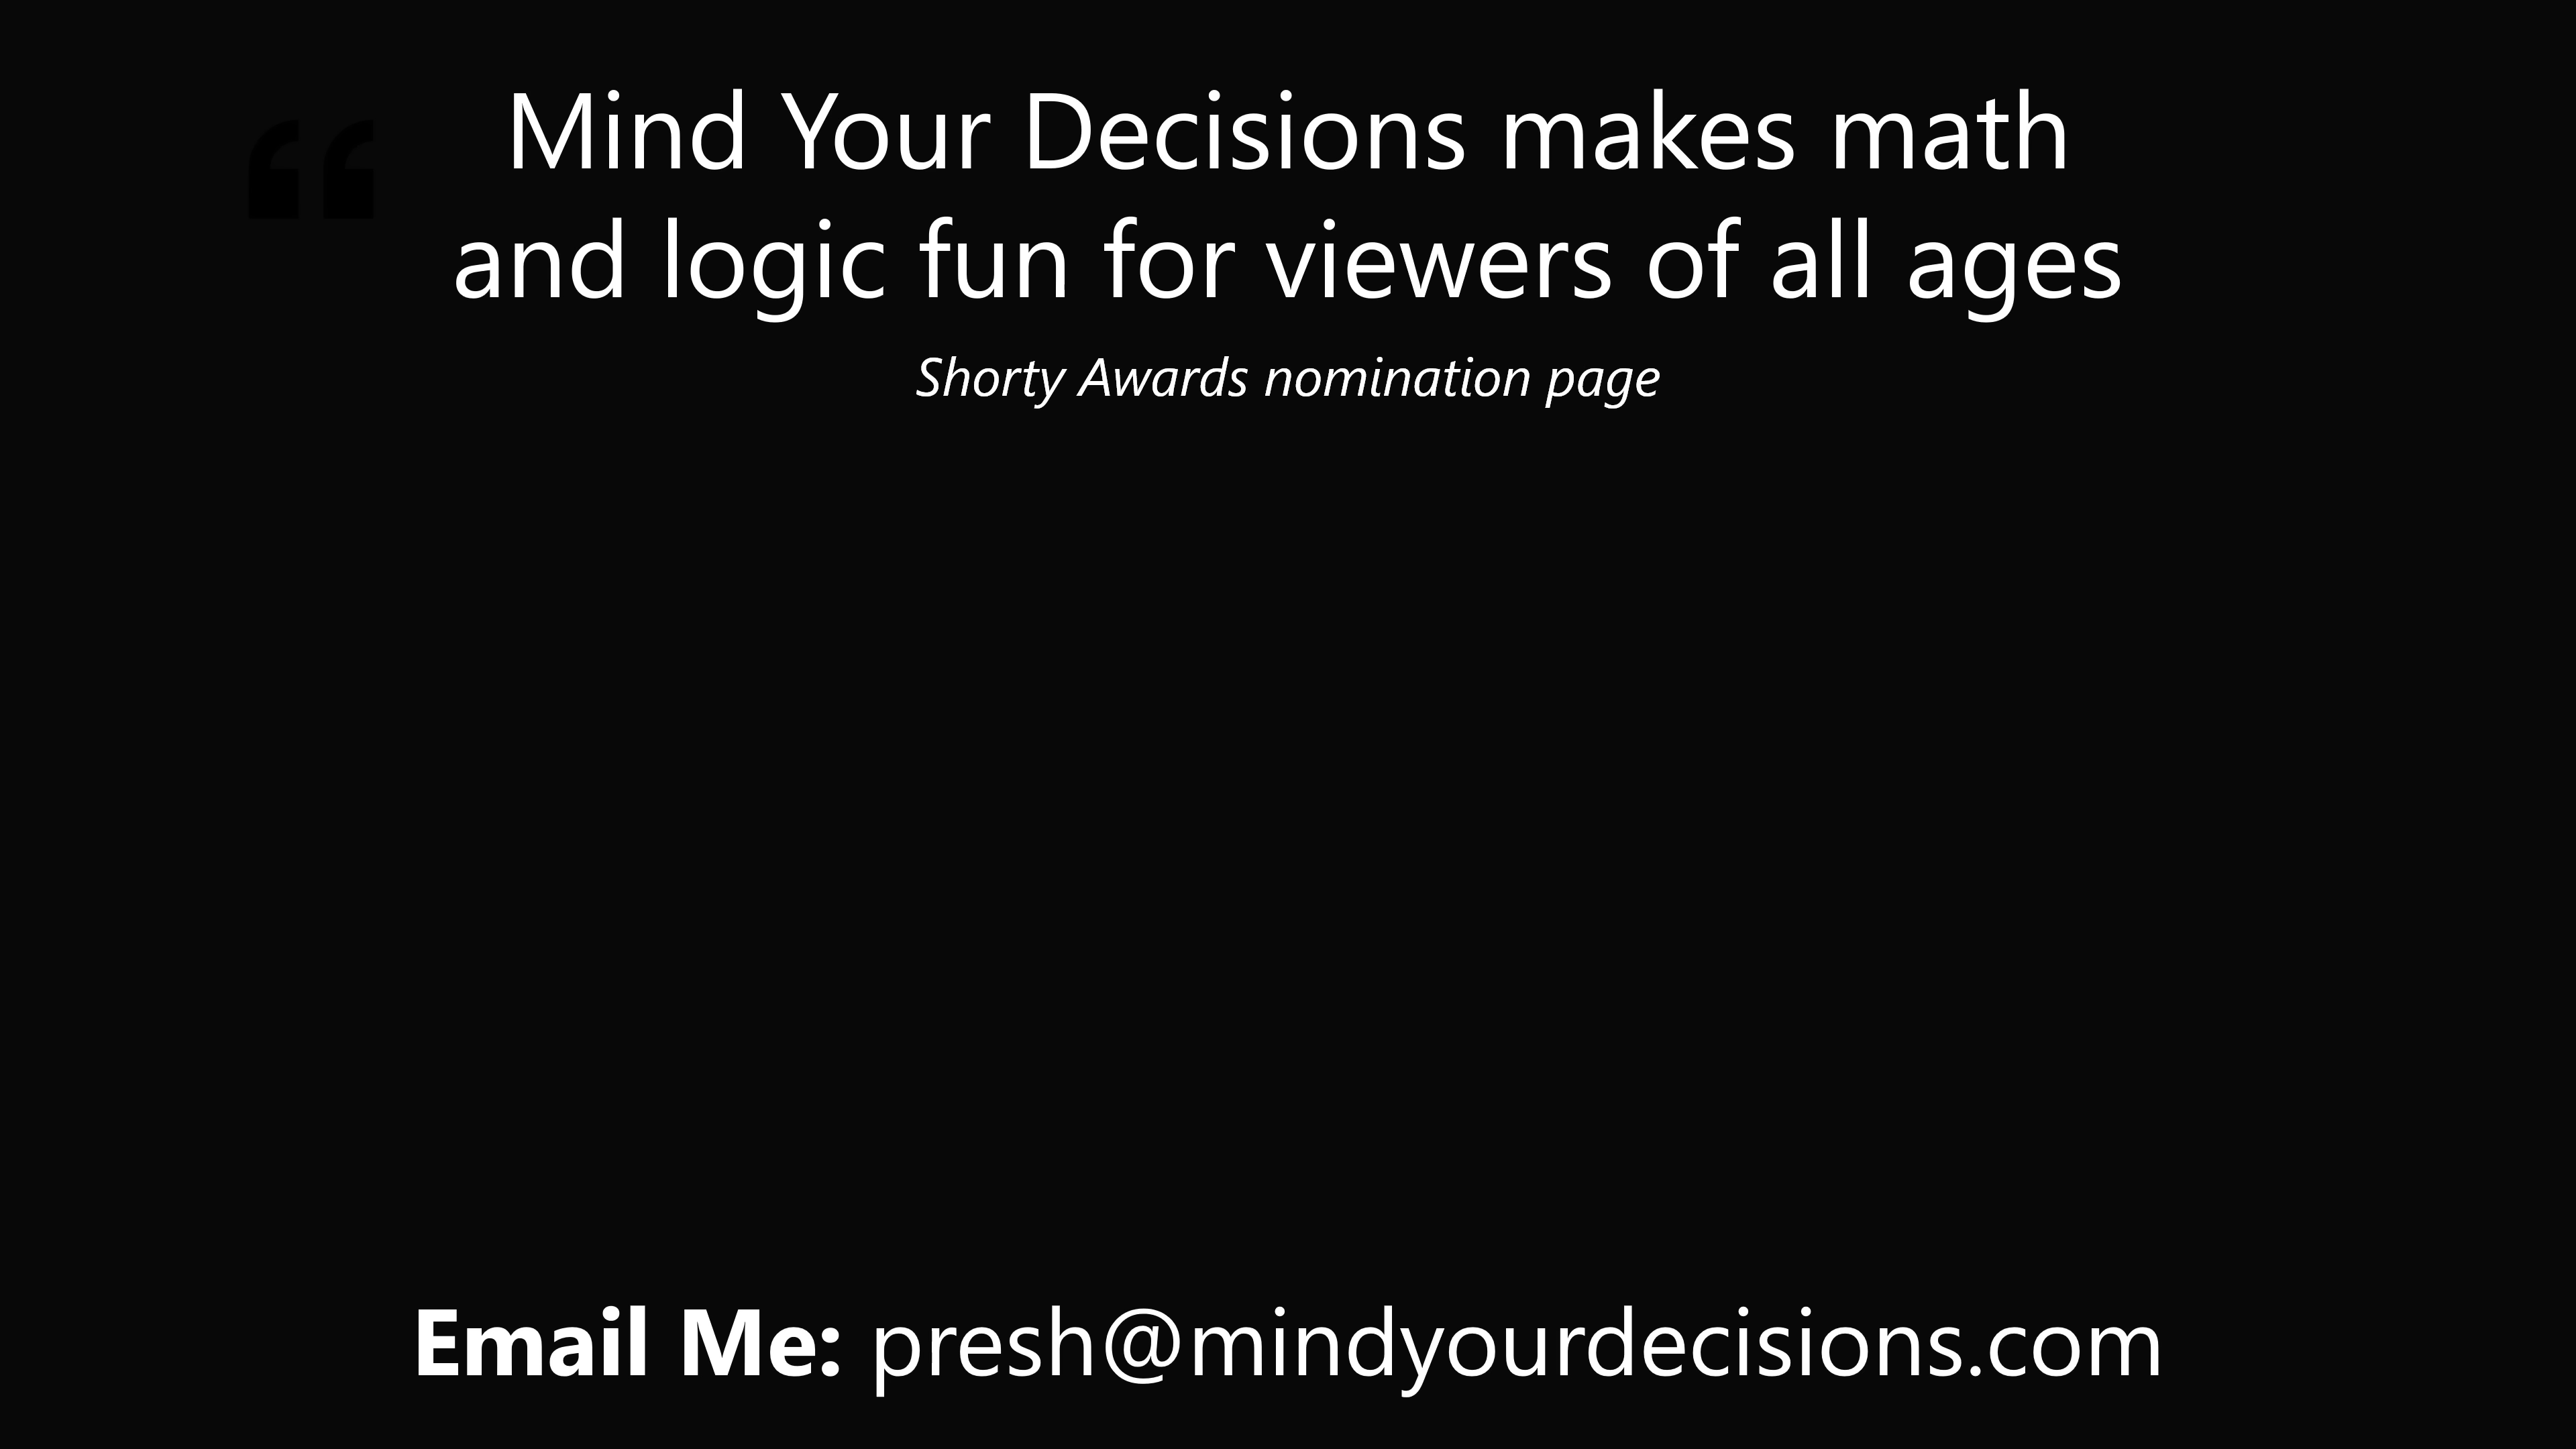 “ Mind Your Decisions makes math
and logic fun for viewers of all ages
Shorty Awards nomination page
Email Me: presh@mindyourdecisions.com